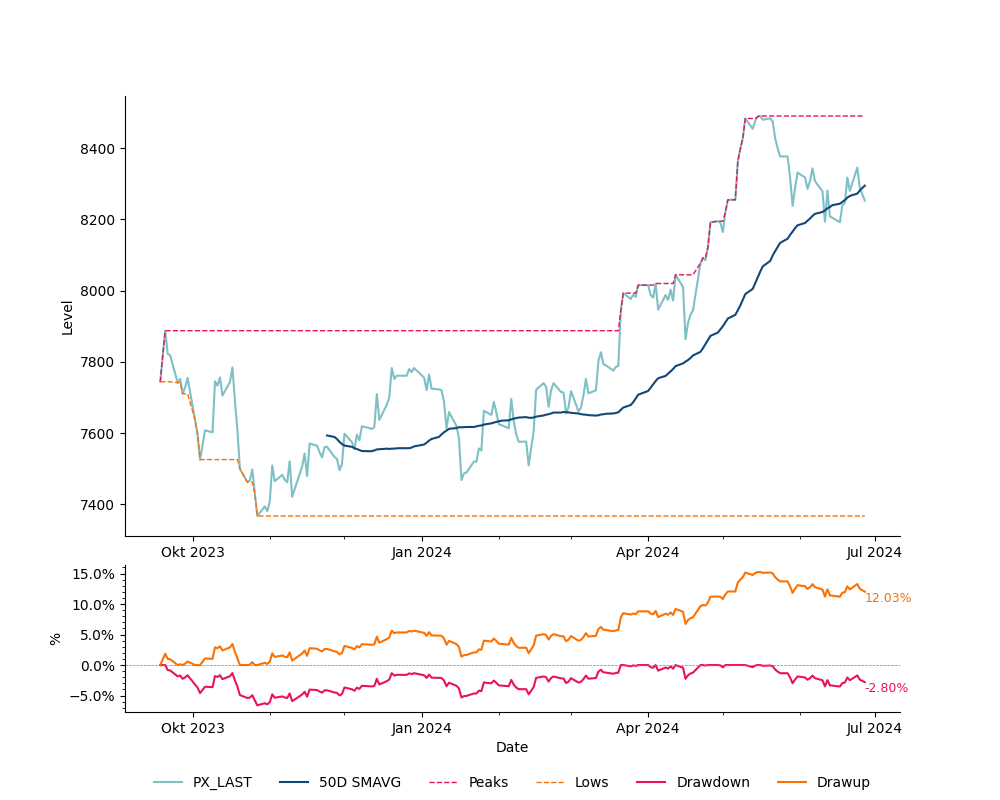 8400
8200
8000
7800
7600
7400
Level
Okt 2023 Jan 2024 Apr 2024 Jul 2024
15.0%
10.0%
5.0%
0.0%
−5.0%
%
12.03%
-2.80%
Okt 2023 Jan 2024 Apr 2024 Jul 2024
Date
PX_LAST 50D SMAVG Peaks Lows Drawdown Drawup